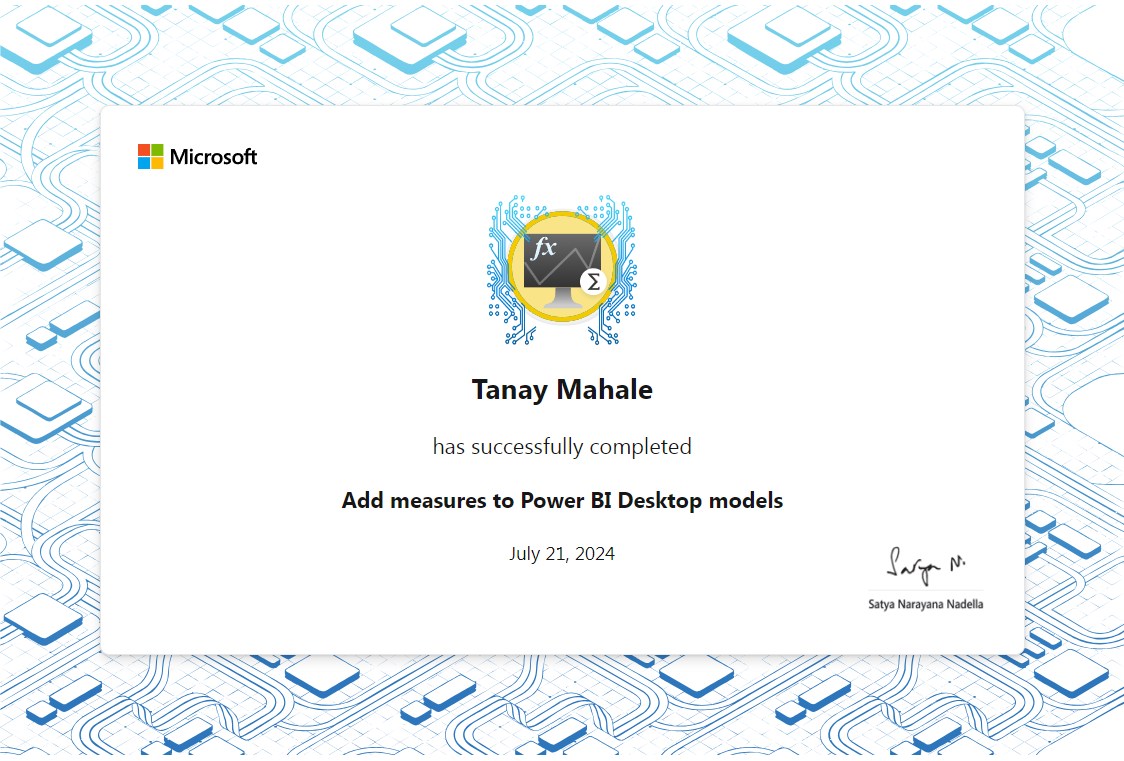 Microsoft
fx
Σ
Tanay Mahale
has successfully completed
Add measures to Power BI Desktop models
July 21, 2024
Satya N.
Satya Narayana Nadella